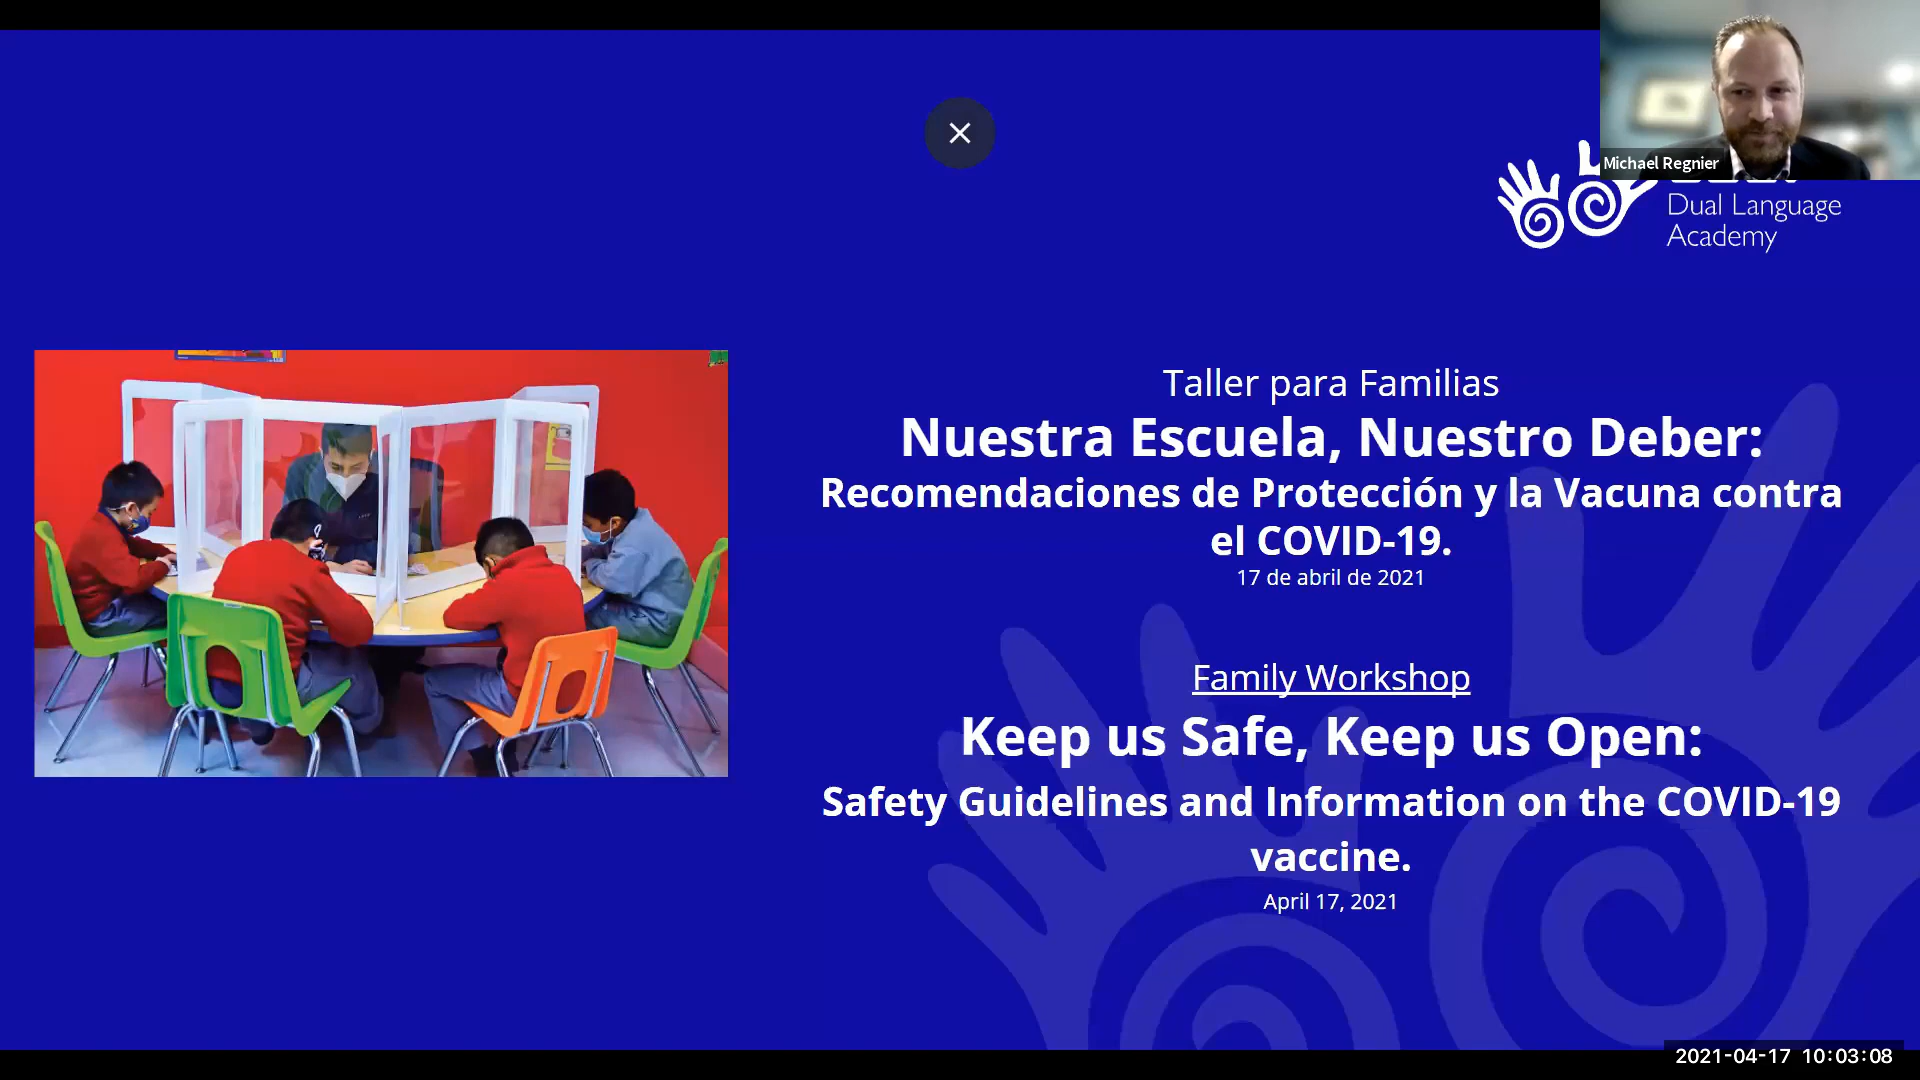 Michael Regnier
Dual Language
Academy
Taller para Familias
Nuestra Escuela, Nuestro Deber:
Recomendaciones de Protección y la Vacuna contra
el COVID-19.
17 de abril de 2021
Family Workshop
Keep us Safe, Keep us Open:
Safety Guidelines and Information on the COVID-19
vaccine.
April 17, 2021
2021-04-17 10:03:08